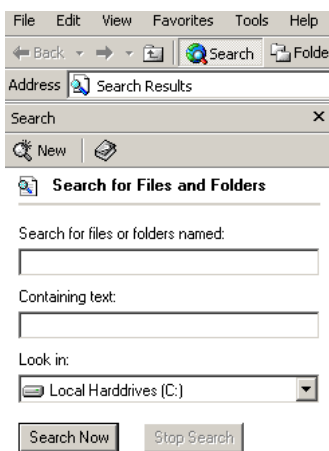 File Edit View Favorites Tools Help
Back Search Folde
Address Search Results
Search
New
Search for Files and Folders
Search for files or folders named:
Containing text:
Look in:
Local Harddrives (C:)
Search Now Stop Search